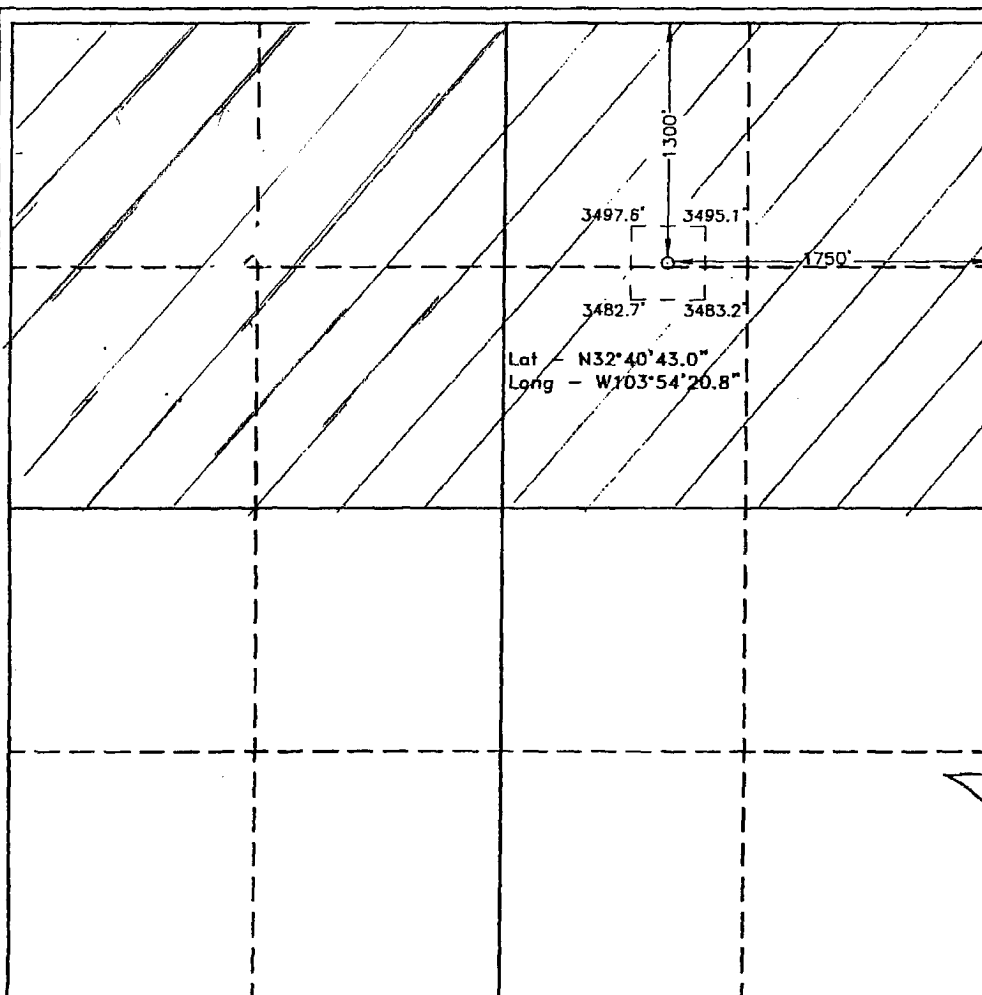 1300'
3497.6' 3495.1'
1750'
3482.7' 3483.2'
Lat - N32°40'43.0"
Long - W103°54'20.8"